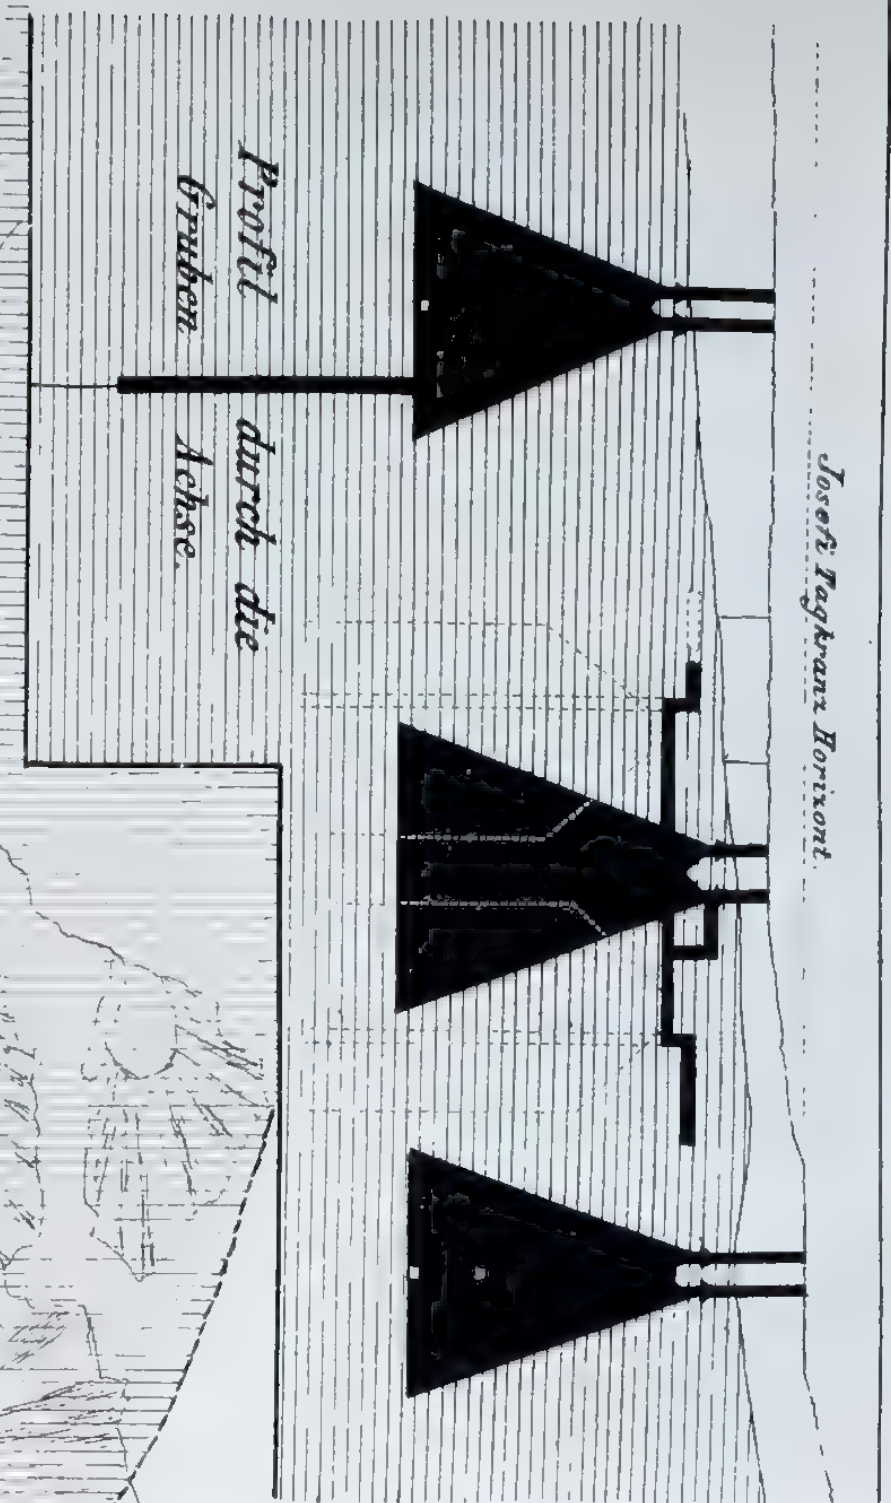 Josefi Tagkranz Horizont.
Profil durch die
Gruben Achse.